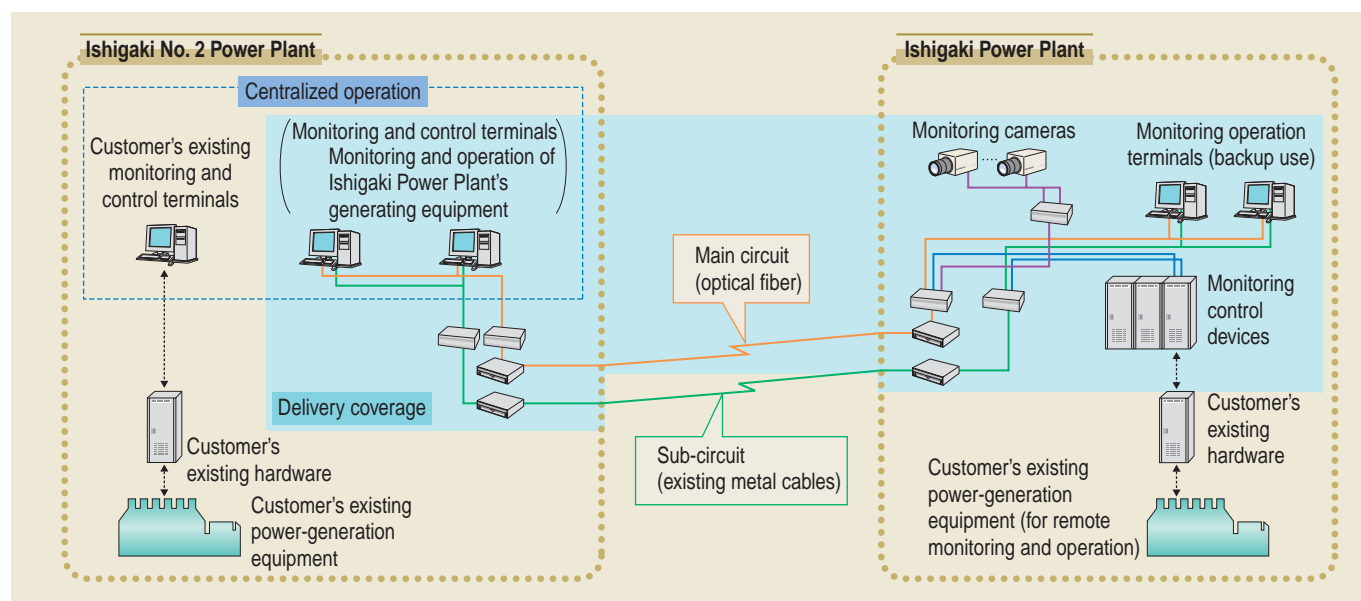 Ishigaki No. 2 Power Plant
Centralized operation
Customer’s existing
monitoring and
control terminals
Monitoring and control terminals
Monitoring and operation of
Ishigaki Power Plant’s
generating equipment
Delivery coverage
Customer’s
existing hardware
Customer’s existing
power-generation
equipment
Main circuit
(optical fiber)
Sub-circuit
(existing metal cables)
Ishigaki Power Plant
Monitoring cameras
Monitoring operation
terminals (backup use)
Monitoring
control
devices
Customer’s
existing
hardware
Customer’s existing
power-generation
equipment (for remote
monitoring and operation)